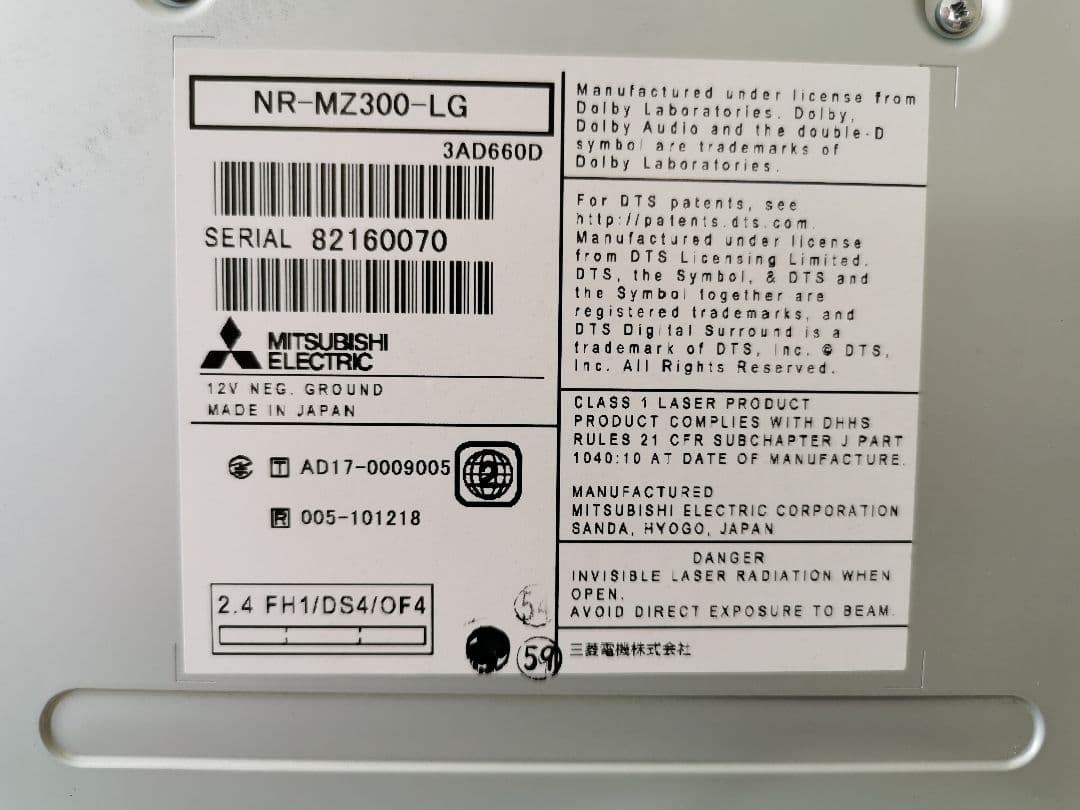 NR-MZ300-LG
3AD660D
SERIAL 82160070
MITSUBISHI
ELECTRIC
12V NEG. GROUND
MADE IN JAPAN
T AD17-0009005
2
R 005-101218
2.4 FH1/DS4/OF4
54
59
Manufactured under license from
Dolby Laboratories. Dolby,
Dolby Audio and the double-D
symbol are trademarks of
Dolby Laboratories.
For DTS patents, see
http://patents.dts.com.
Manufactured under license
from DTS Licensing Limited.
DTS, the Symbol, & DTS and
the Symbol together are
registered trademarks, and
DTS Digital Surround is a
trademark of DTS, Inc. © DTS,
Inc. All Rights Reserved.
CLASS 1 LASER PRODUCT
PRODUCT COMPLIES WITH DHHS
RULES 21 CFR SUBCHAPTER J PART
1040:10 AT DATE OF MANUFACTURE.
MANUFACTURED
MITSUBISHI ELECTRIC CORPORATION
SANDA, HYOGO, JAPAN
DANGER
INVISIBLE LASER RADIATION WHEN
OPEN.
AVOID DIRECT EXPOSURE TO BEAM.
三菱電機株式会社